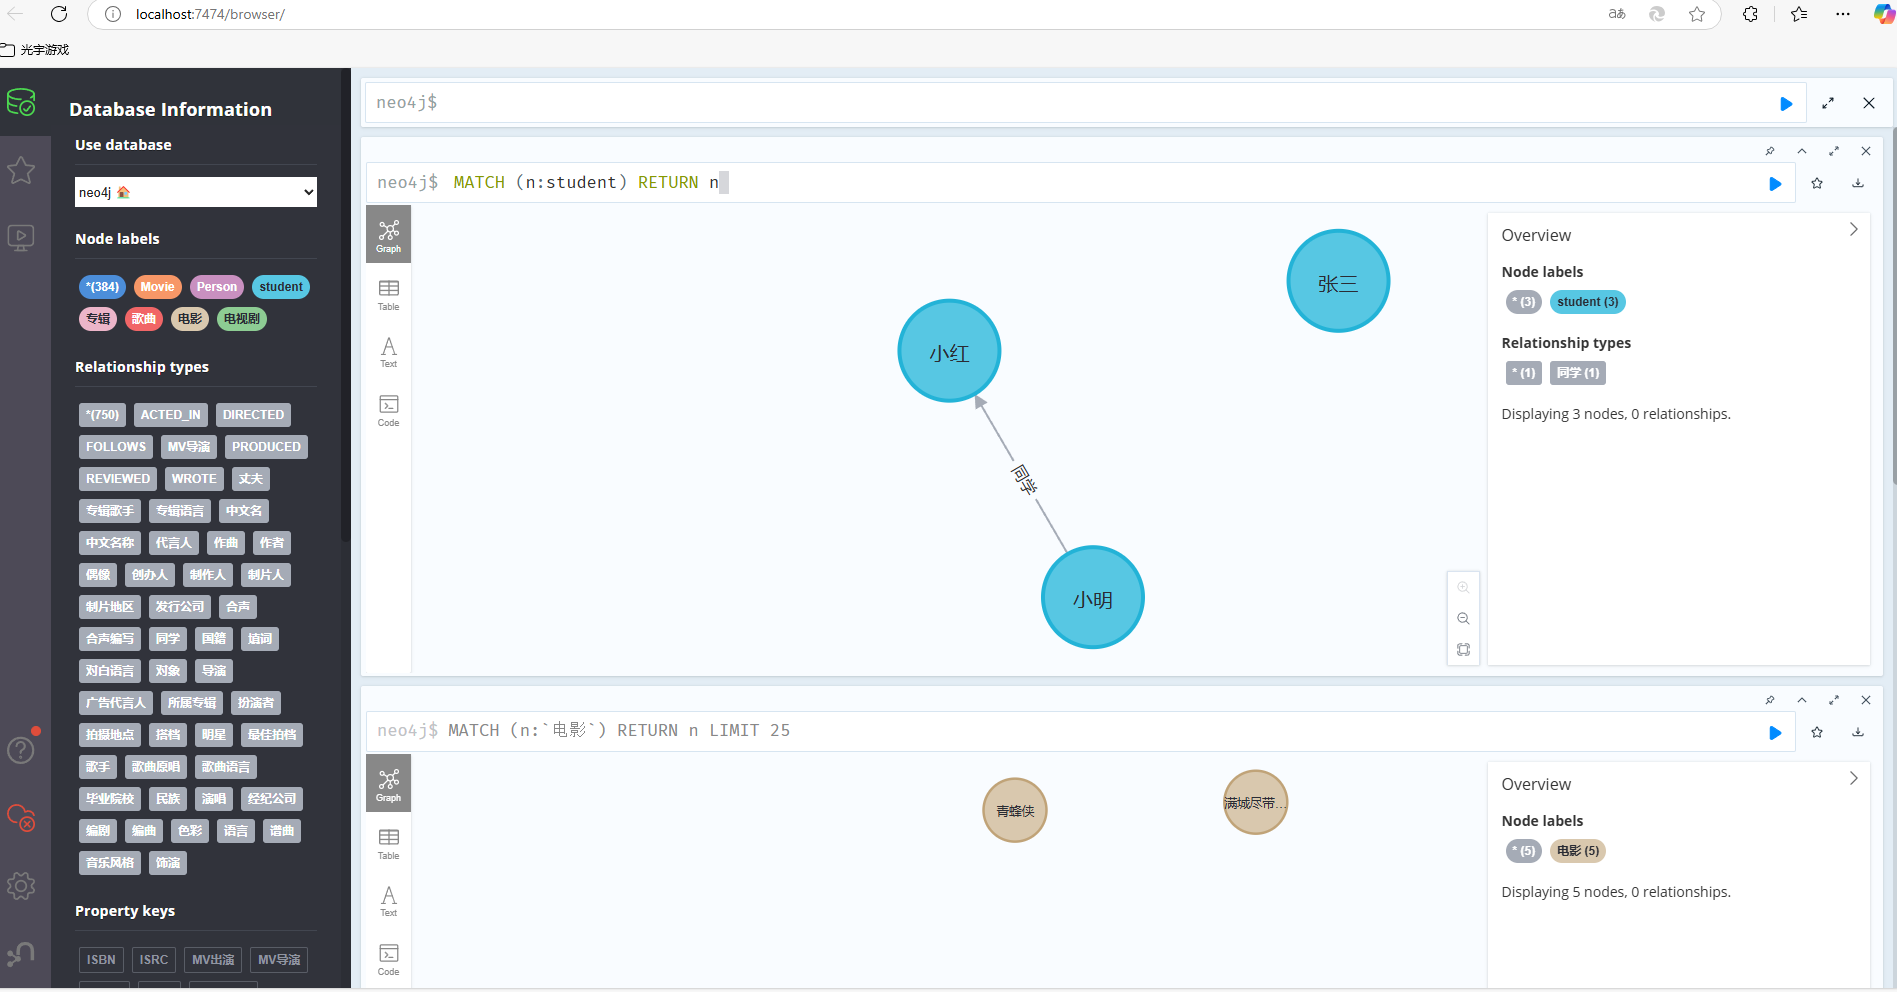 localhost:7474/browser/
光宇游戏
Database Information
Use database
neo4j
Node labels
*(384) Movie Person student
专辑 歌曲 电影 电视剧
Relationship types
*(750) ACTED_IN DIRECTED
FOLLOWS MV导演 PRODUCED
REVIEWED WROTE 丈夫
专辑歌手 专辑语言 中文名
中文名称 代言人 作曲 作者
偶像 创办人 制作人 制片人
制片地区 发行公司 合声
合声编写 同学 国籍 填词
对白语言 对象 导演
广告代言人 所属专辑 扮演者
拍摄地点 搭档 明星 最佳拍档
歌手 歌曲原唱 歌曲语言
毕业院校 民族 演唱 经纪公司
编剧 编曲 色彩 语言 谱曲
音乐风格 饰演
Property keys
ISBN ISRC MV出演 MV导演
neo4j$
neo4j$ MATCH (n:student) RETURN n
Graph
Table
Text
Code
张三
小红
同学
小明
Overview
Node labels
* (3) student (3)
Relationship types
* (1) 同学 (1)
Displaying 3 nodes, 0 relationships.
neo4j$ MATCH (n:`电影`) RETURN n LIMIT 25
Graph
Table
Text
Code
青蜂侠
满城尽带...
Overview
Node labels
* (5) 电影 (5)
Displaying 5 nodes, 0 relationships.